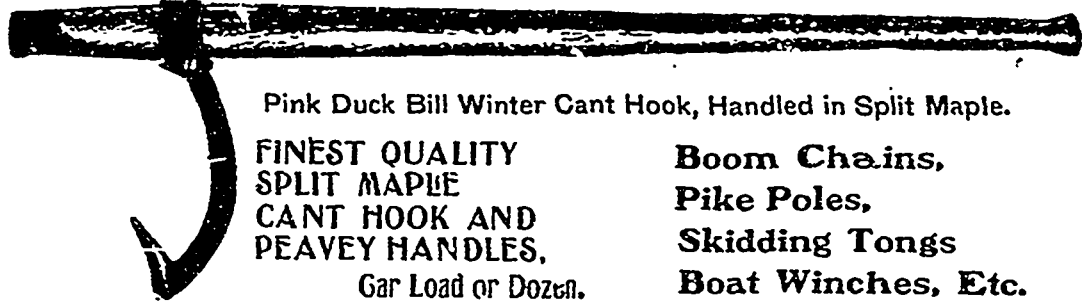 Pink Duck Bill Winter Cant Hook, Handled in Split Maple.
FINEST QUALITY
SPLIT MAPLE
CANT HOOK AND
PEAVEY HANDLES,
Car Load or Dozen.
Boom Chains,
Pike Poles,
Skidding Tongs
Boat Winches, Etc.